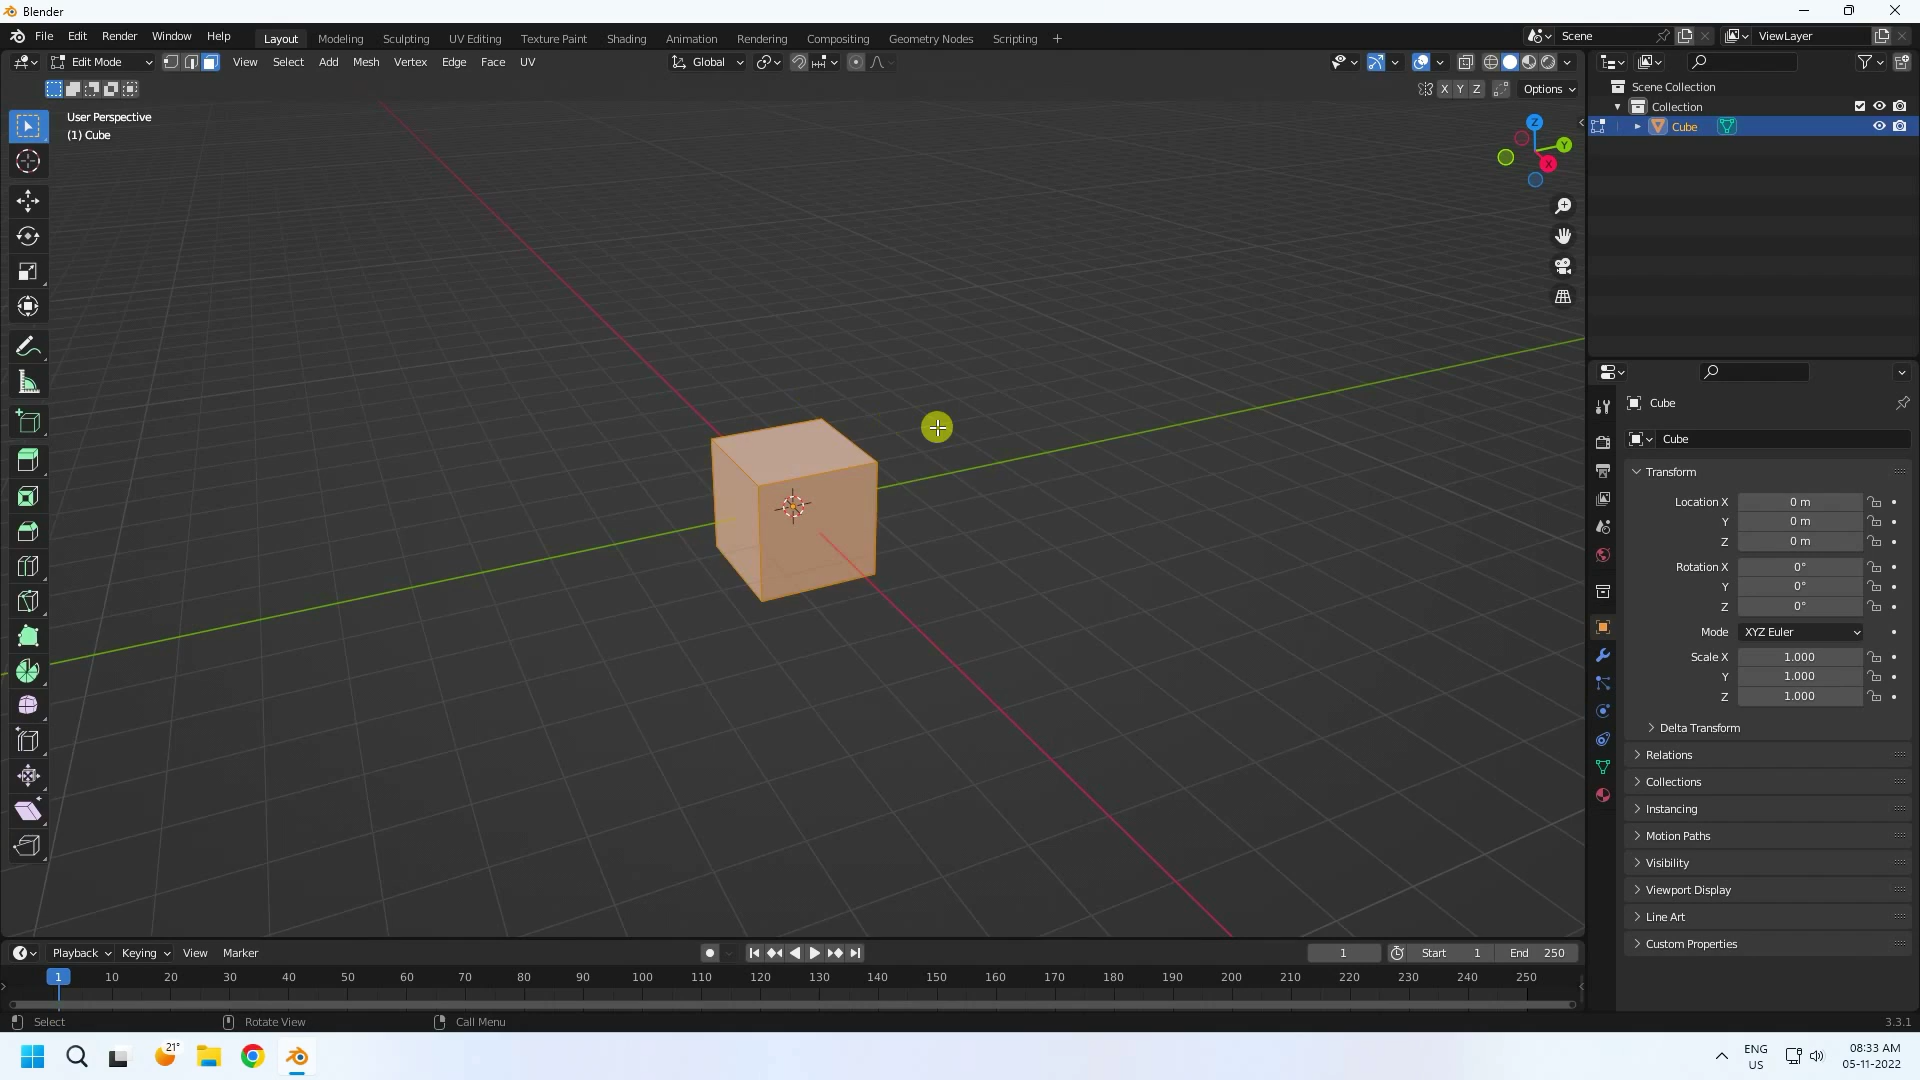 Blender
File Edit Render Window Help Layout Modeling Sculpting UV Editing Texture Paint Shading Animation Rendering Compositing Geometry Nodes Scripting + Scene ViewLayer
Edit Mode View Select Add Mesh Vertex Edge Face UV Global
X Y Z Options
User Perspective
(1) Cube
Z
Y
X
Scene Collection
Collection
Cube
Cube
Cube
Transform
Location X 0 m
Y 0 m
Z 0 m
Rotation X 0°
Y 0°
Z 0°
Mode XYZ Euler
Scale X 1.000
Y 1.000
Z 1.000
Delta Transform
Relations
Collections
Instancing
Motion Paths
Visibility
Viewport Display
Line Art
Custom Properties
Playback Keying View Marker 1 Start 1 End 250
1 10 20 30 40 50 60 70 80 90 100 110 120 130 140 150 160 170 180 190 200 210 220 230 240 250
Select Rotate View Call Menu 3.3.1
21°
ENG
US
08:33 AM
05-11-2022